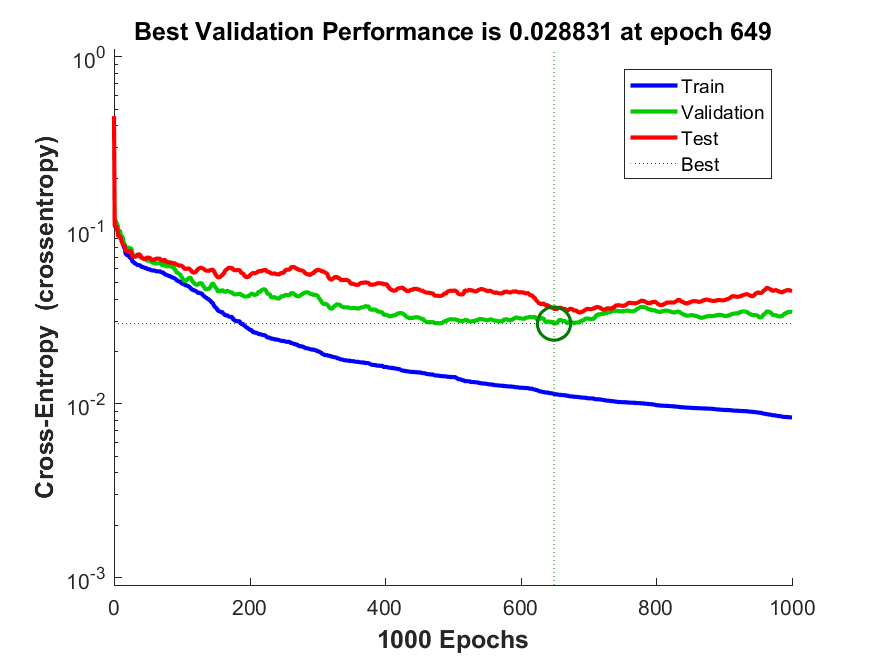 Best Validation Performance is 0.028831 at epoch 649
Cross-Entropy (crossentropy)
10^0
10^-1
10^-2
10^-3
Train
Validation
Test
Best
0 200 400 600 800 1000
1000 Epochs